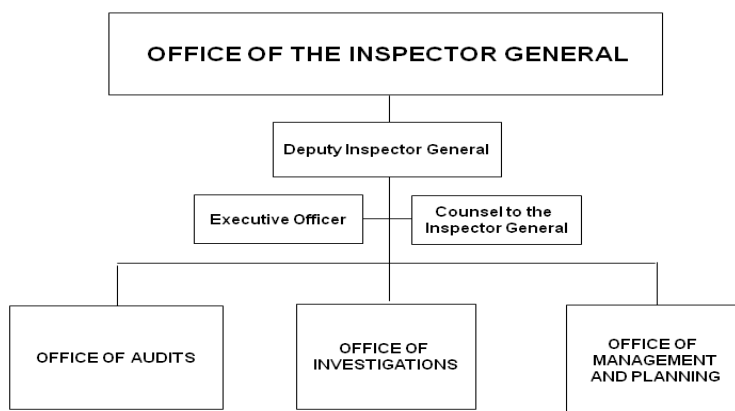 OFFICE OF THE INSPECTOR GENERAL
Deputy Inspector General
Executive Officer
Counsel to the
Inspector General
OFFICE OF AUDITS
OFFICE OF
INVESTIGATIONS
OFFICE OF
MANAGEMENT
AND PLANNING